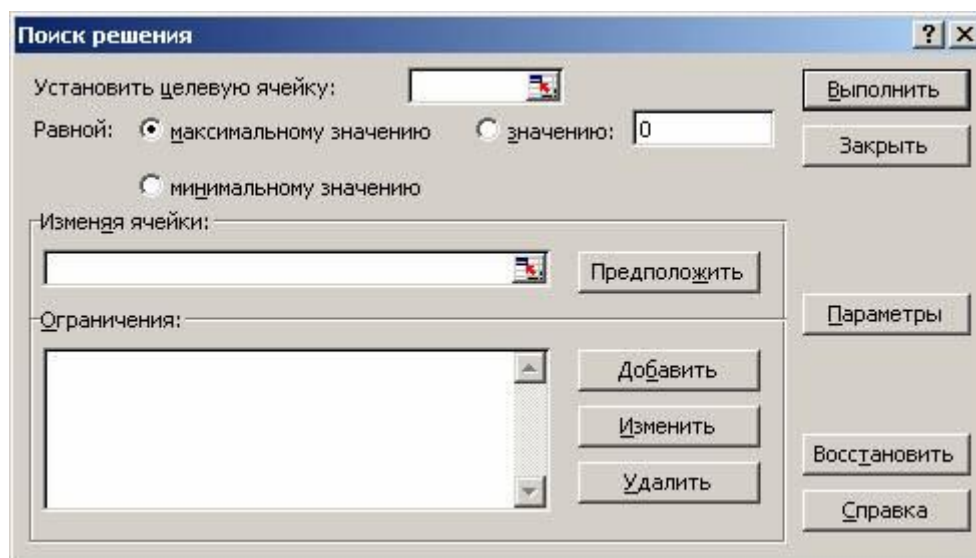 Поиск решения
Установить целевую ячейку:
Выполнить
Равной: максимальному значению значению: 0
Закрыть
минимальному значению
Изменяя ячейки:
Предположить
Параметры
Ограничения:
Добавить
Изменить
Восстановить
Удалить
Справка